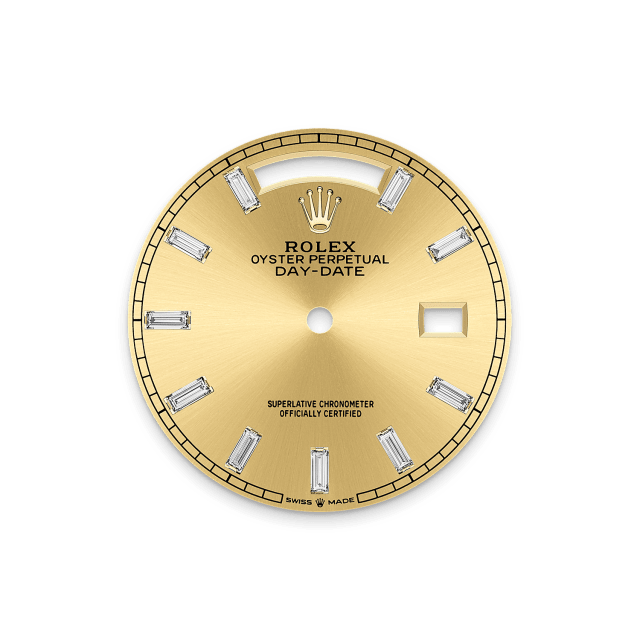 ROLEX
OYSTER PERPETUAL
DAY-DATE
SUPERLATIVE CHRONOMETER
OFFICIALLY CERTIFIED
SWISS MADE